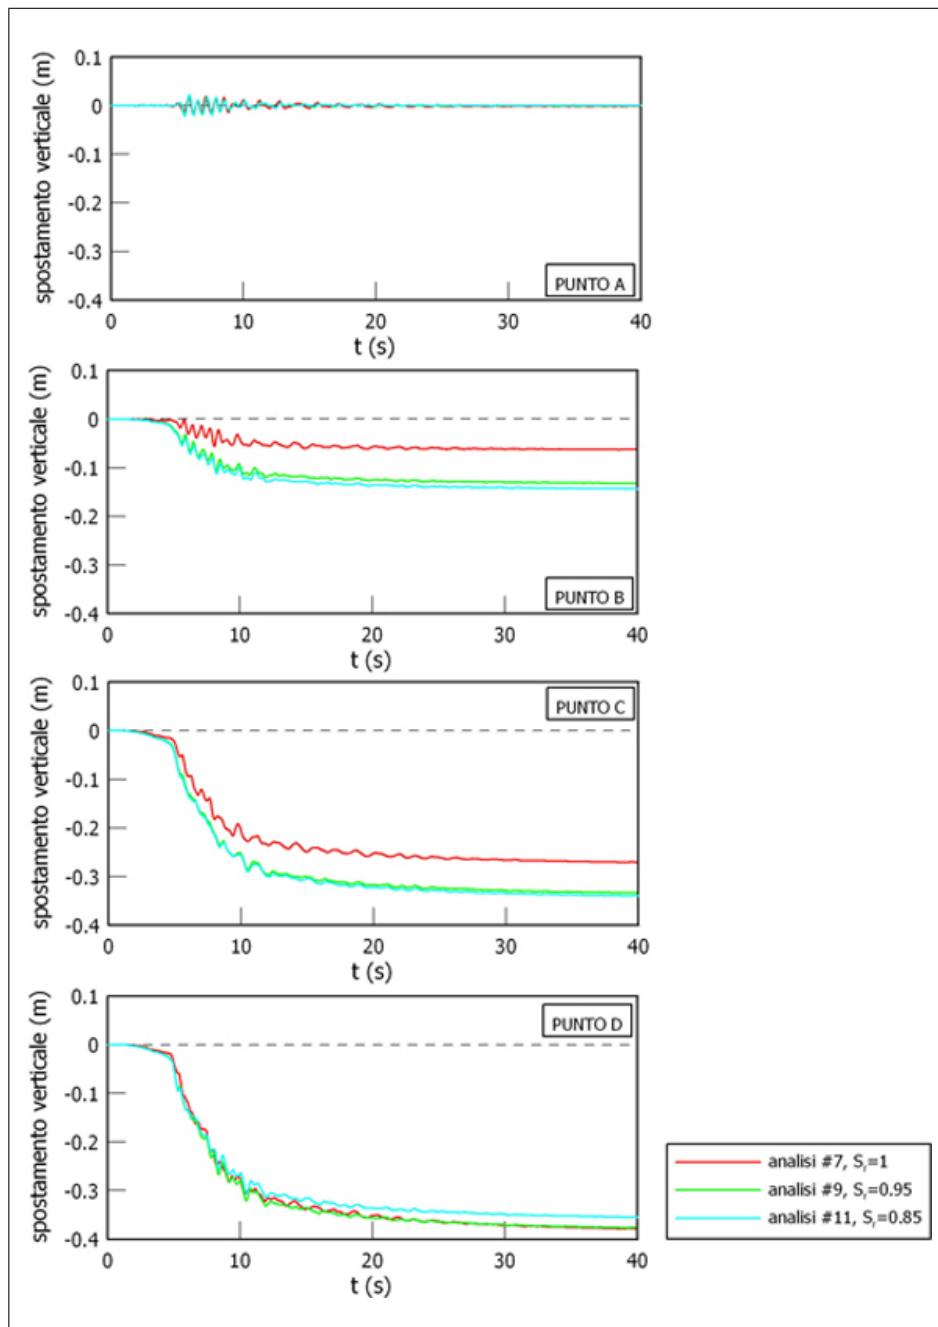 spostamento verticale (m)
0.1
0
-0.1
-0.2
-0.3
-0.4
PUNTO A
0 10 20 30 40
t (s)
spostamento verticale (m)
0.1
0
-0.1
-0.2
-0.3
-0.4
PUNTO B
0 10 20 30 40
t (s)
spostamento verticale (m)
0.1
PUNTO C
0
-0.1
-0.2
-0.3
-0.4
0 10 20 30 40
t (s)
spostamento verticale (m)
0.1
PUNTO D
0
-0.1
-0.2
-0.3
-0.4
0 10 20 30 40
t (s)
analisi #7, Sr=1
analisi #9, Sr=0.95
analisi #11, Sr=0.85